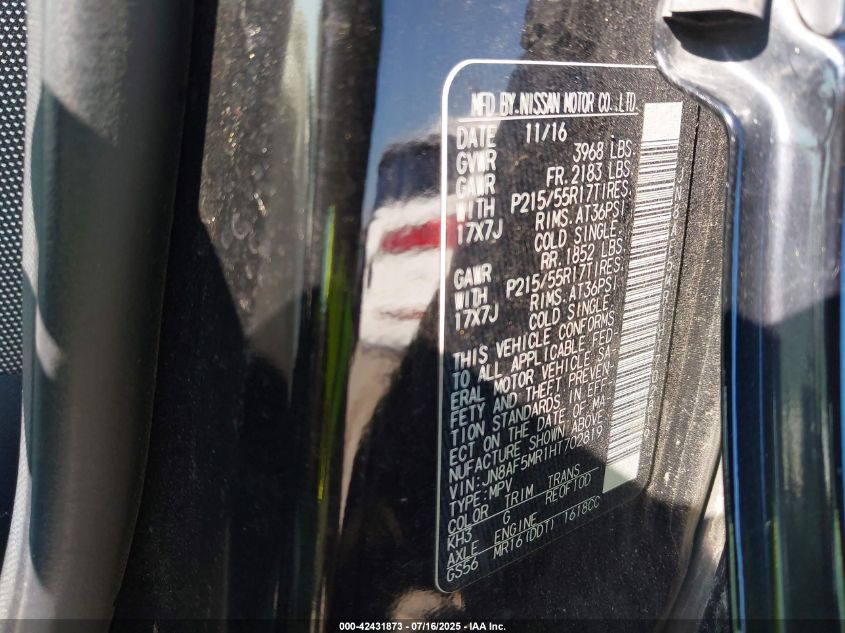 MFD BY. NISSAN MOTOR CO., LTD.
DATE 11/16
GVWR 3968 LBS
GAWR FR. 2183 LBS
WITH P215/55R17TIRES
17X7J RIMS. AT36PSI
COLD SINGLE
GAWR RR. 1852 LBS
WITH P215/55R17TIRES
17X7J RIMS. AT36PSI
COLD SINGLE
THIS VEHICLE CONFORMS
TO ALL APPLICABLE FED-
ERAL MOTOR VEHICLE SA-
FETY AND THEFT PREVEN-
TION STANDARDS IN EFF-
ECT ON THE DATE OF MA-
NUFACTURE SHOWN ABOVE
VIN: JN8AF5MR1HT702819
TYPE: MPV
COLOR TRIM TRANS
KH3 G RE0F10D
AXLE ENGINE
GS56 MR16(DDT) 1618CC
000-42431873 - 07/16/2025 - IAA Inc.